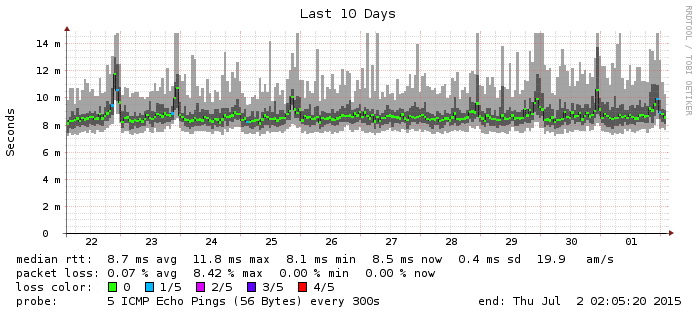 Last 10 Days
RRDTOOL / TOBI OETIKER
Seconds
14 m
12 m
10 m
8 m
6 m
4 m
2 m
0
22 23 24 25 26 27 28 29 30 01
median rtt: 8.7 ms avg 11.8 ms max 8.1 ms min 8.5 ms now 0.4 ms sd 19.9 am/s
packet loss: 0.07 % avg 8.42 % max 0.00 % min 0.00 % now
loss color: 0 1/5 2/5 3/5 4/5
probe: 5 ICMP Echo Pings (56 Bytes) every 300s end: Thu Jul 2 02:05:20 2015